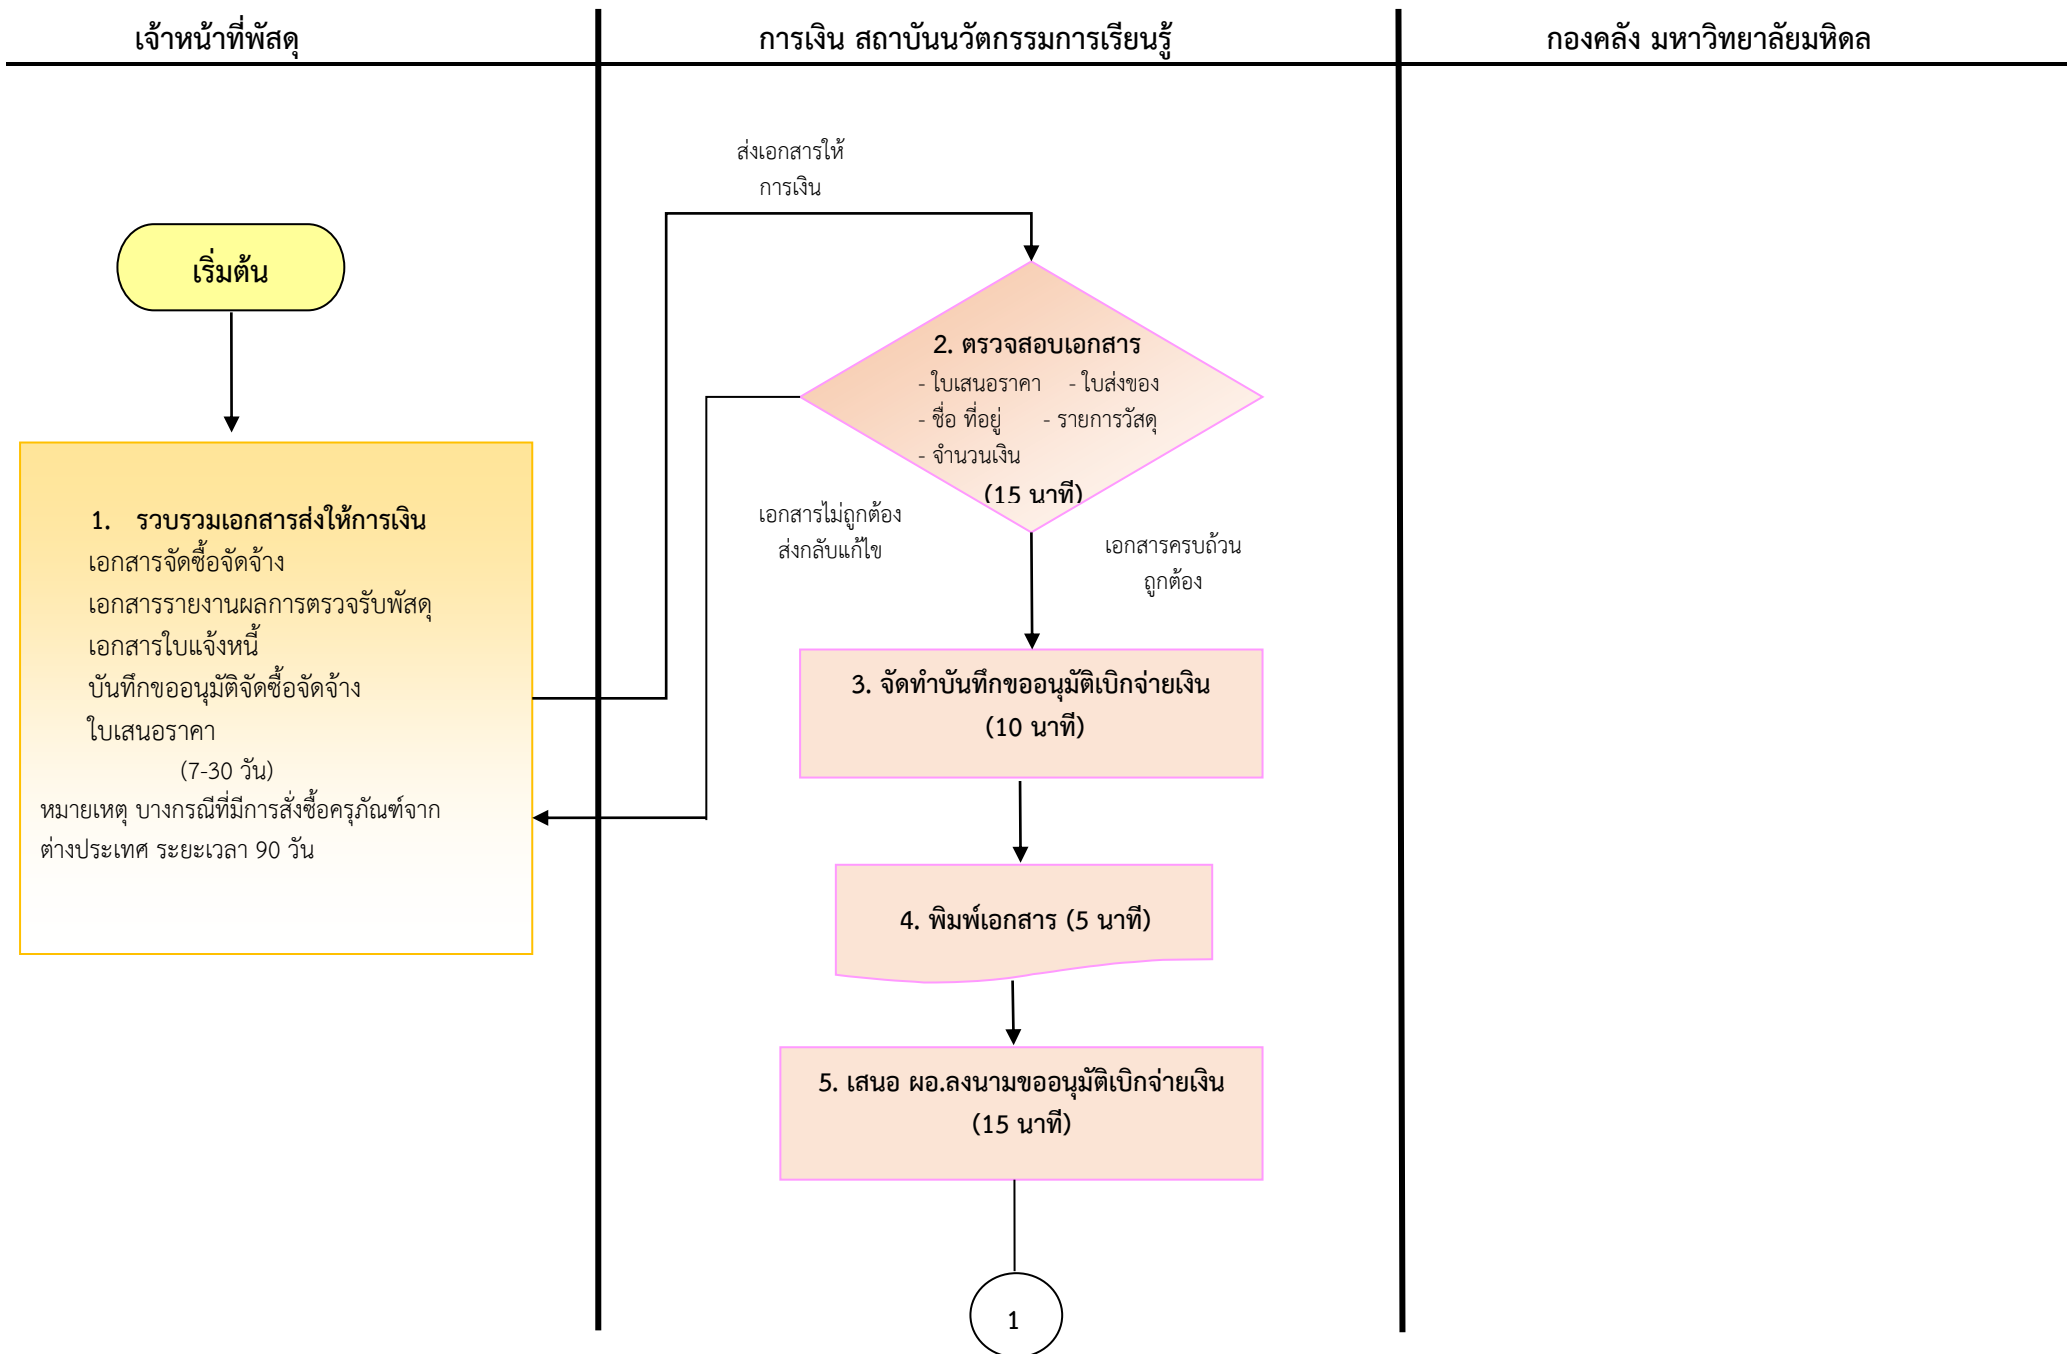 เจ้าหน้าที่พัสดุ
การเงิน สถาบันนวัตกรรมการเรียนรู้
กองคลัง มหาวิทยาลัยมหิดล
เริ่มต้น
1. รวบรวมเอกสารส่งให้การเงิน
เอกสารจัดซื้อจัดจ้าง
เอกสารรายงานผลการตรวจรับพัสดุ
เอกสารใบแจ้งหนี้
บันทึกขออนุมัติจัดซื้อจัดจ้าง
ใบเสนอราคา
(7-30 วัน)
หมายเหตุ บางกรณีที่มีการสั่งซื้อครุภัณฑ์จาก
ต่างประเทศ ระยะเวลา 90 วัน
ส่งเอกสารให้
การเงิน
2. ตรวจสอบเอกสาร
- ใบเสนอราคา - ใบส่งของ
- ชื่อ ที่อยู่ - รายการวัสดุ
- จำนวนเงิน
(15 นาที)
เอกสารไม่ถูกต้อง
ส่งกลับแก้ไข
เอกสารครบถ้วน
ถูกต้อง
3. จัดทำบันทึกขออนุมัติเบิกจ่ายเงิน
(10 นาที)
4. พิมพ์เอกสาร (5 นาที)
5. เสนอ ผอ.ลงนามขออนุมัติเบิกจ่ายเงิน
(15 นาที)
1